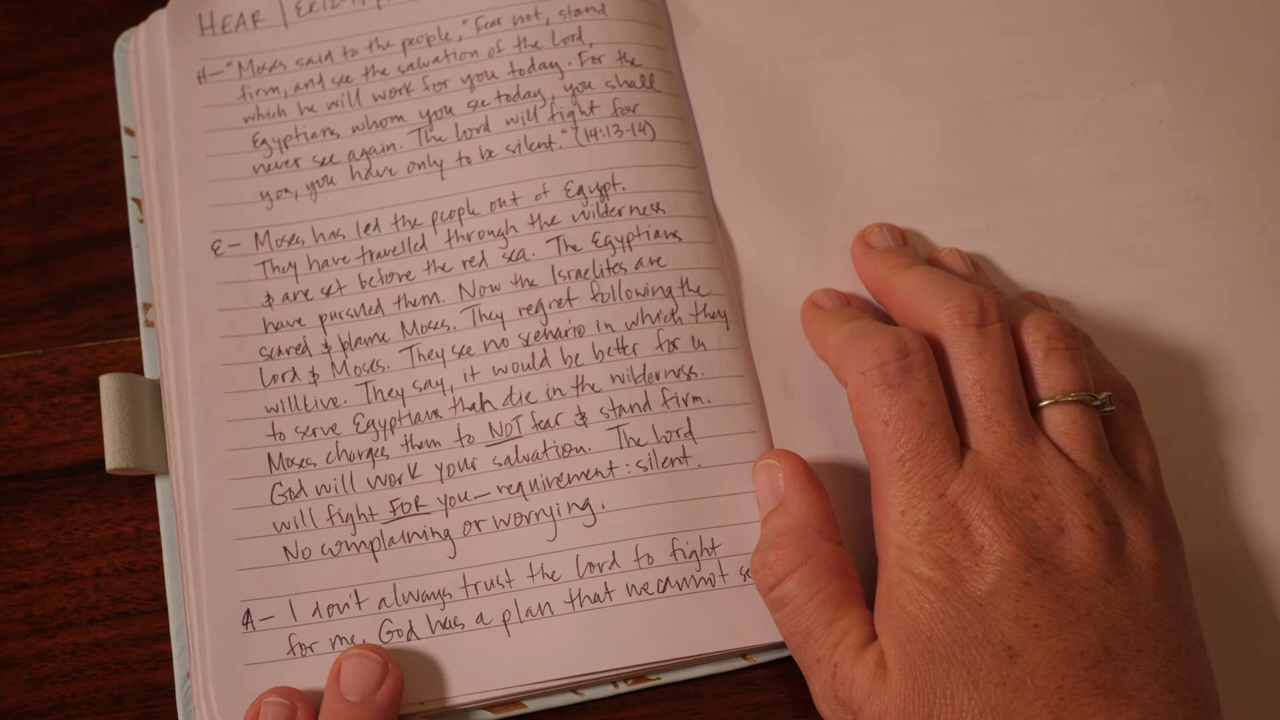 HEAR | Ex 12-14
H- "Moses said to the people, "Fear not, stand
firm, and see the salvation of the Lord,
which he will work for you today. For the
Egyptians whom you see today, you shall
never see again. The Lord will fight for
you, you have only to be silent." (14:13-14)
E- Moses has led the people out of Egypt.
They have travelled through the wilderness
& are set before the red sea. The Egyptians
have pursued them. Now the Israelites are
scared & blame Moses. They regret following the
Lord & Moses. They see no scenario in which they
will live. They say, it would be better for us
to serve Egyptians than die in the wilderness.
Moses charges them to NOT fear & stand firm.
God will work your salvation. The Lord
will fight FOR you- requirement: silent.
No complaining or worrying.
A- I don't always trust the Lord to fight
for me. God has a plan that we cannot